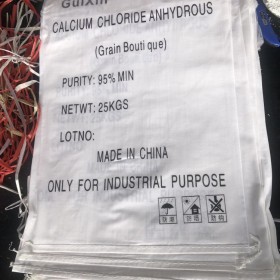 GuiXin
CALCIUM CHLORIDE ANHYDROUS
(Grain Bouti que)
PURITY: 95% MIN
NETWT: 25KGS
LOTNO:
MADE IN CHINA
ONLY FOR INDUSTRIAL PURPOSE